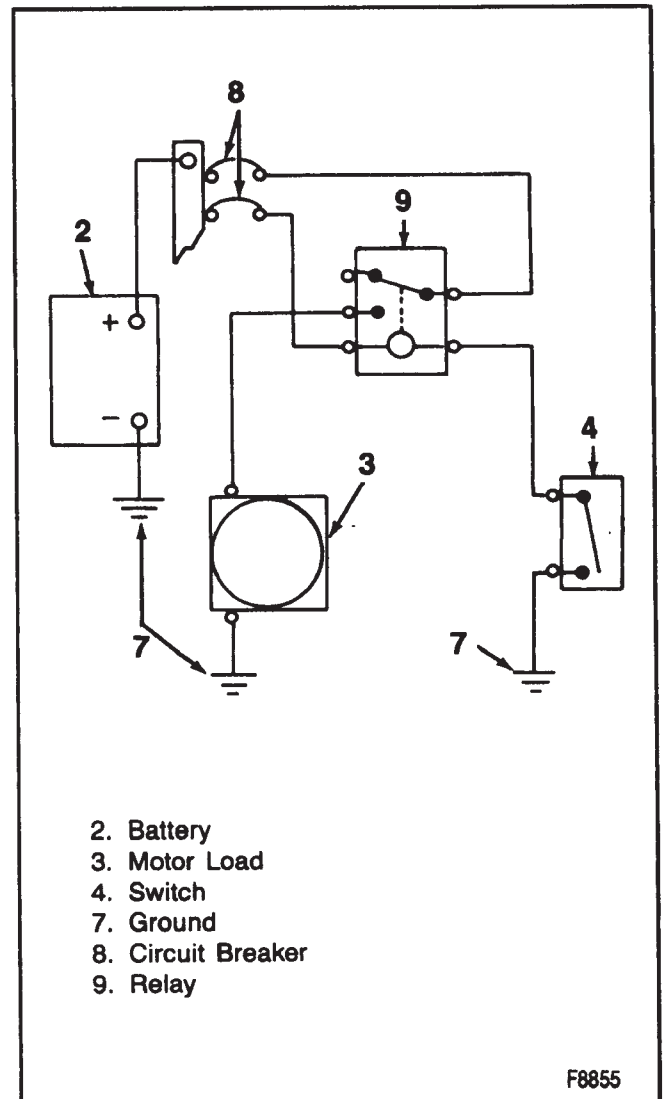 8
9
2
+
−
4
3
7
7
2. Battery
3. Motor Load
4. Switch
7. Ground
8. Circuit Breaker
9. Relay
F8855